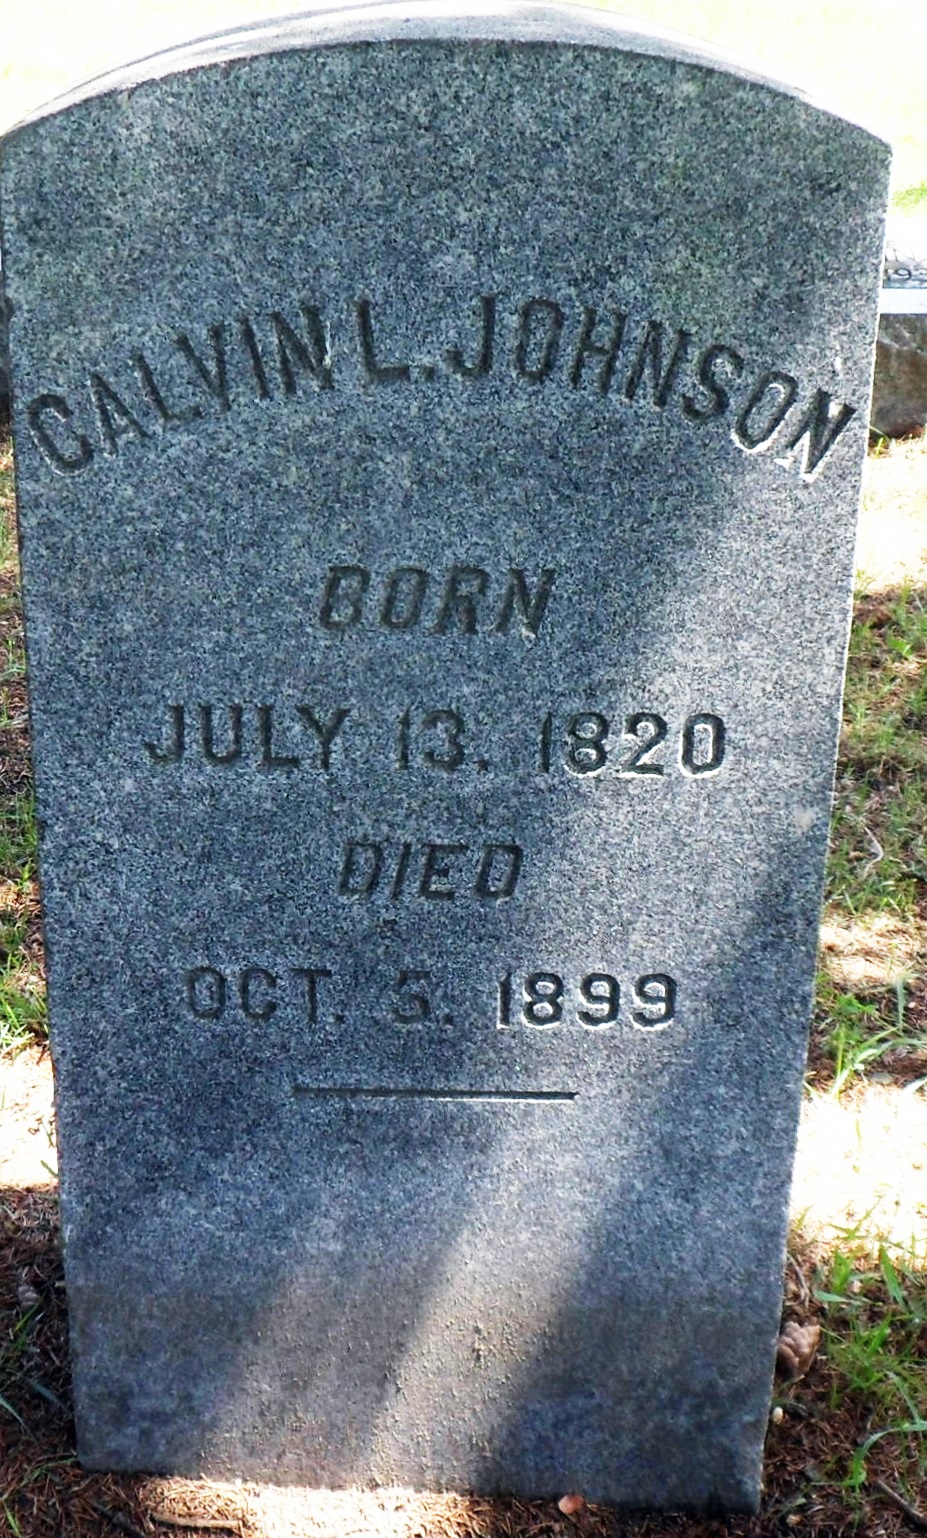 CALVIN L. JOHNSON
BORN
JULY 13. 1820
DIED
OCT. 5. 1899